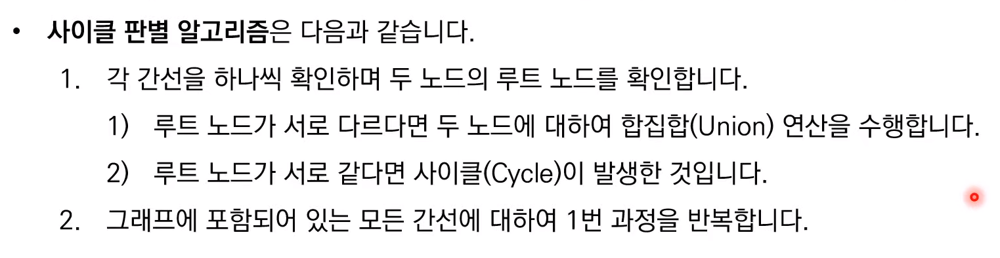 • 사이클 판별 알고리즘은 다음과 같습니다.
1. 각 간선을 하나씩 확인하며 두 노드의 루트 노드를 확인합니다.
1) 루트 노드가 서로 다르다면 두 노드에 대하여 합집합(Union) 연산을 수행합니다.
2) 루트 노드가 서로 같다면 사이클(Cycle)이 발생한 것입니다.
2. 그래프에 포함되어 있는 모든 간선에 대하여 1번 과정을 반복합니다.